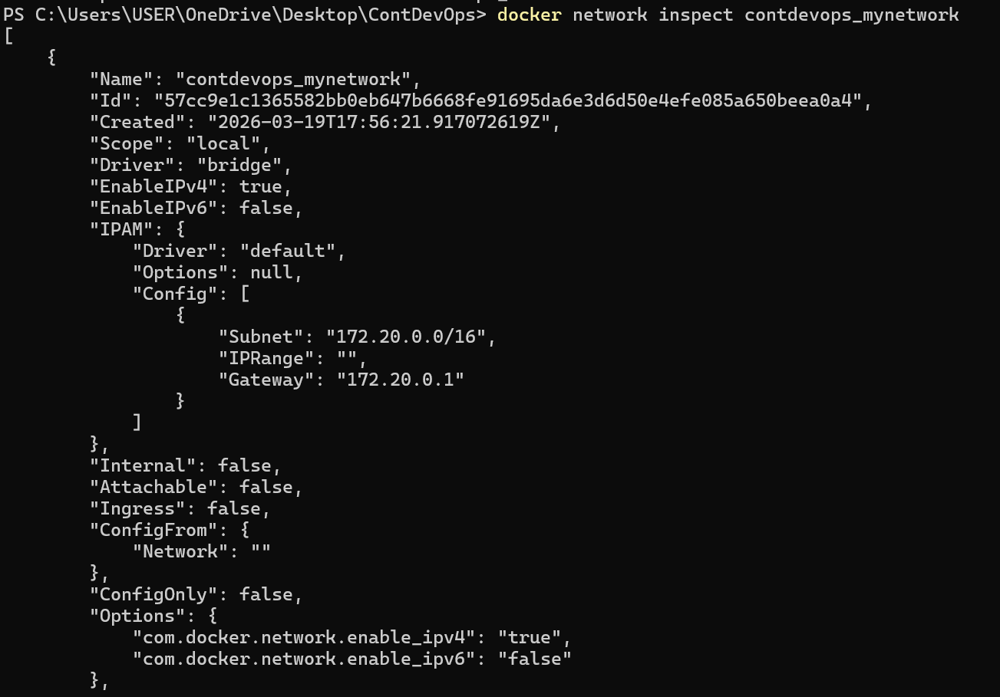 PS C:\Users\USER\OneDrive\Desktop\ContDevOps> docker network inspect contdevops_mynetwork
[
    {
        "Name": "contdevops_mynetwork",
        "Id": "57cc9e1c1365582bb0eb647b6668fe91695da6e3d6d50e4efe085a650beea0a4",
        "Created": "2026-03-19T17:56:21.917072619Z",
        "Scope": "local",
        "Driver": "bridge",
        "EnableIPv4": true,
        "EnableIPv6": false,
        "IPAM": {
            "Driver": "default",
            "Options": null,
            "Config": [
                {
                    "Subnet": "172.20.0.0/16",
                    "IPRange": "",
                    "Gateway": "172.20.0.1"
                }
            ]
        },
        "Internal": false,
        "Attachable": false,
        "Ingress": false,
        "ConfigFrom": {
            "Network": ""
        },
        "ConfigOnly": false,
        "Options": {
            "com.docker.network.enable_ipv4": "true",
            "com.docker.network.enable_ipv6": "false"
        },